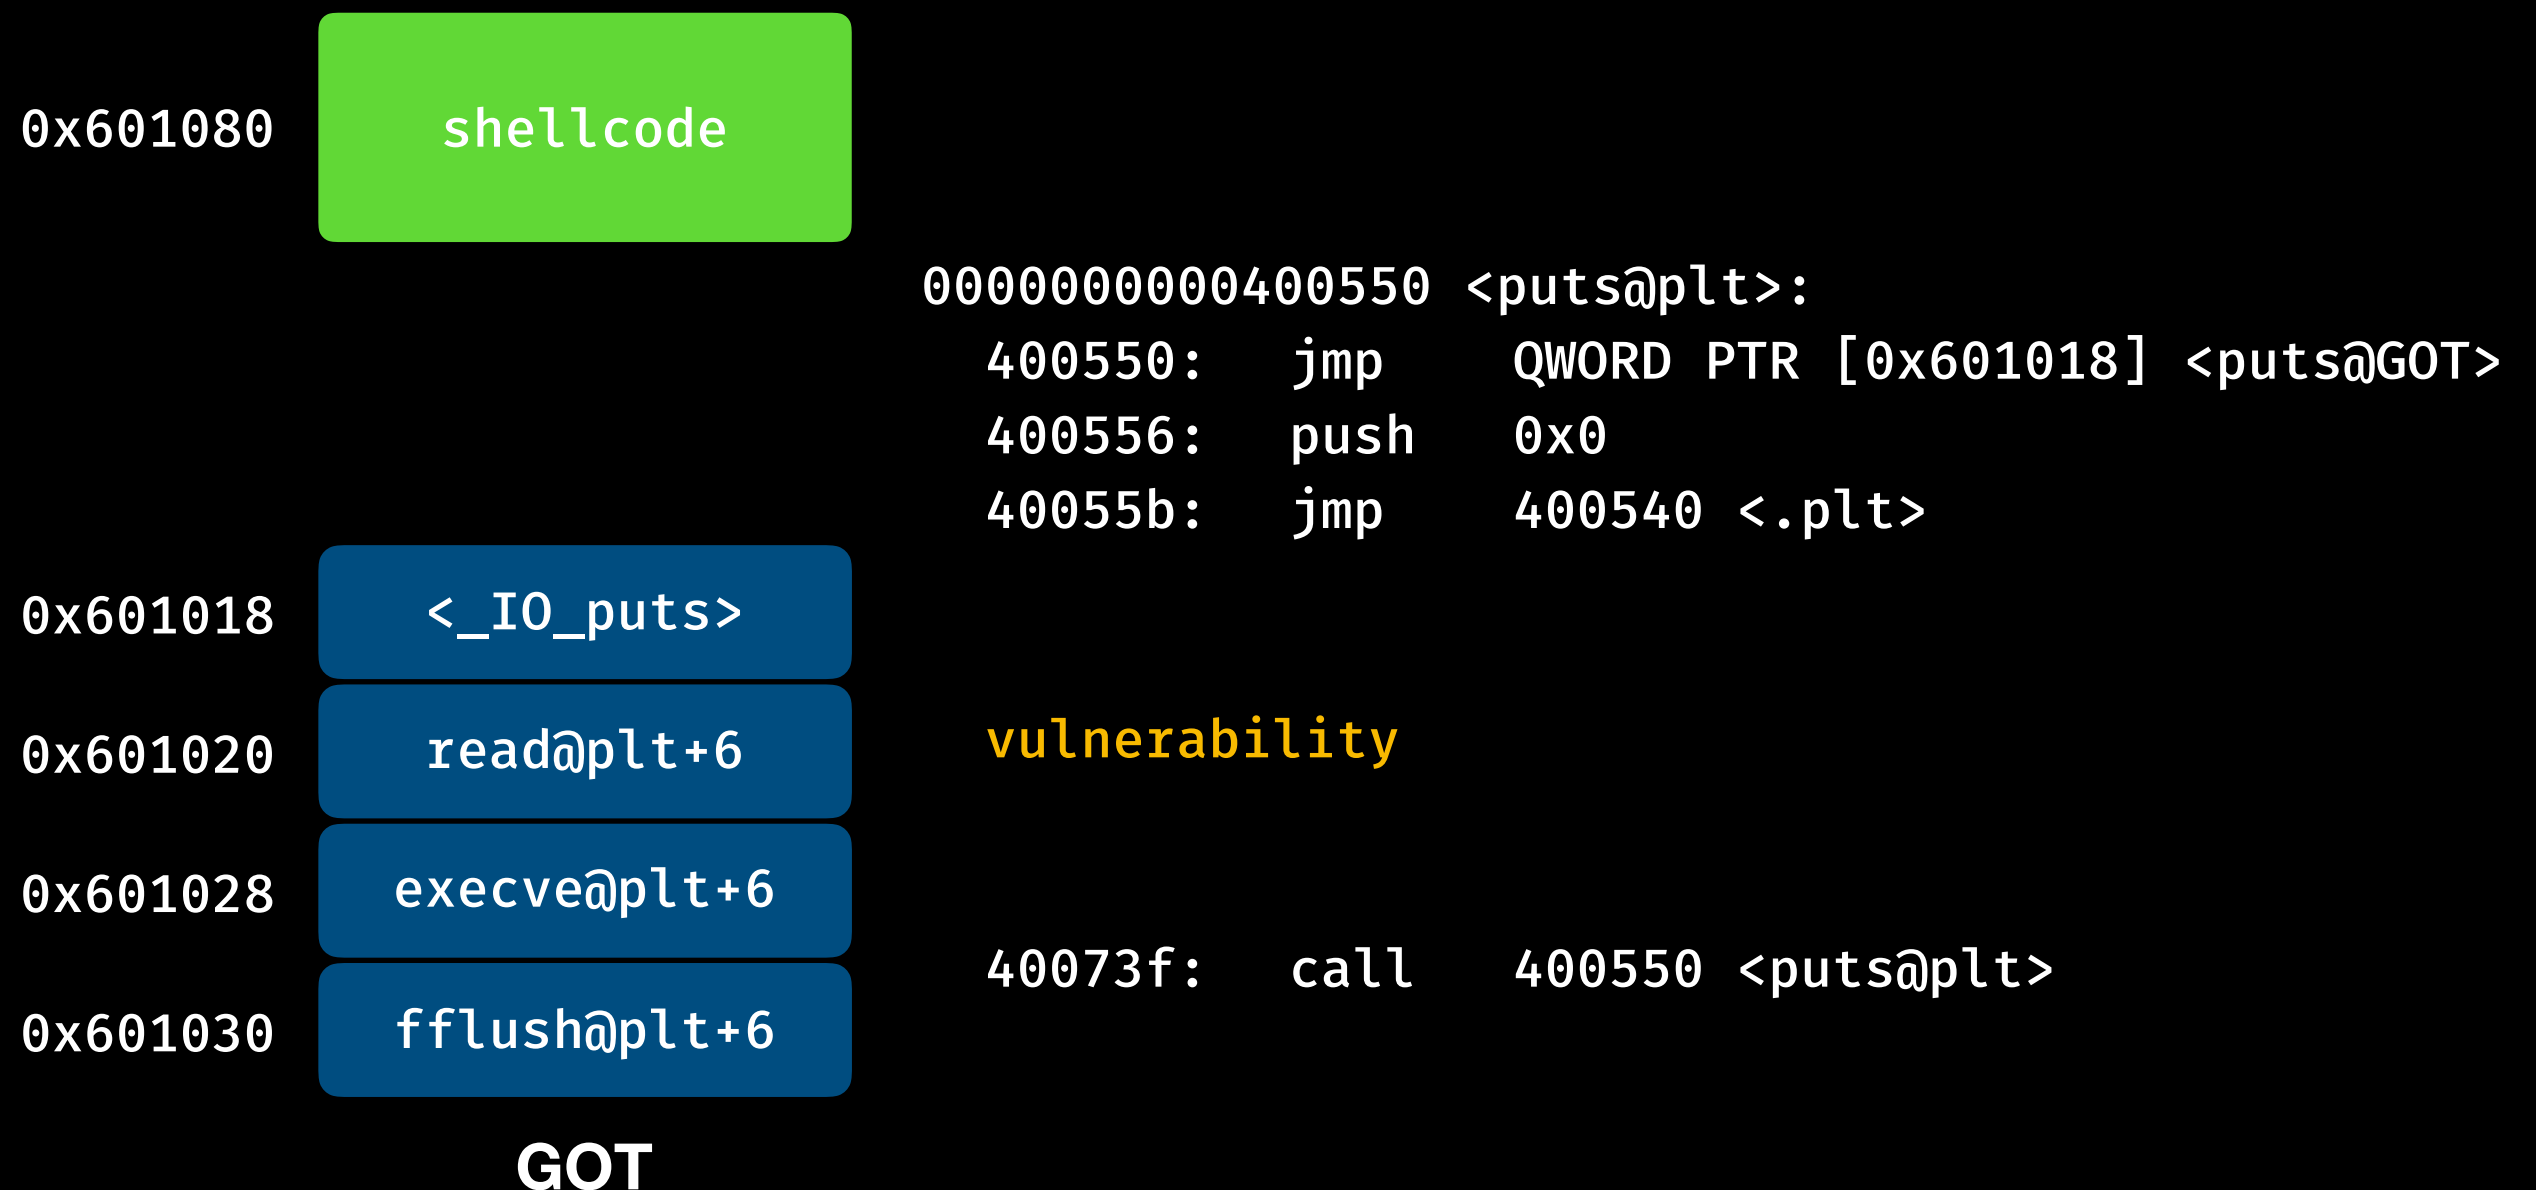 0x601080 shellcode
0000000000400550 <puts@plt>:
400550: jmp QWORD PTR [0x601018] <puts@GOT>
400556: push 0x0
40055b: jmp 400540 <.plt>
0x601018 <_IO_puts>
0x601020 read@plt+6 vulnerability
0x601028 execve@plt+6
40073f: call 400550 <puts@plt>
0x601030 fflush@plt+6
GOT